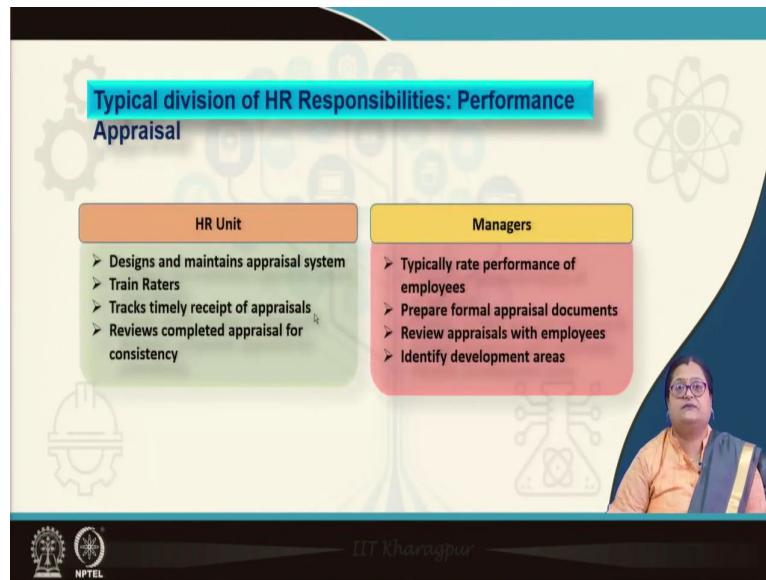 Typical division of HR Responsibilities: Performance
Appraisal
HR Unit
➢ Designs and maintains appraisal system
➢ Train Raters
➢ Tracks timely receipt of appraisals
➢ Reviews completed appraisal for
consistency
Managers
➢ Typically rate performance of
employees
➢ Prepare formal appraisal documents
➢ Review appraisals with employees
➢ Identify development areas
NPTEL
IIT Kharagpur